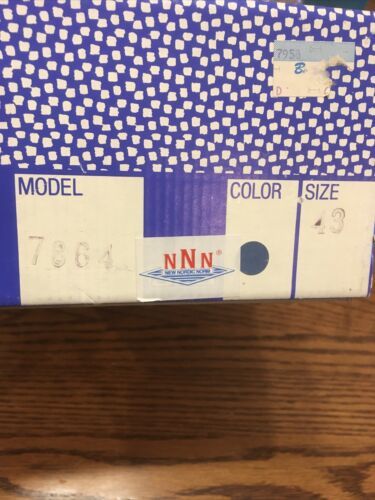 7958
MODEL
COLOR
SIZE
7864
43
NNN®
NEW NORDIC NORM